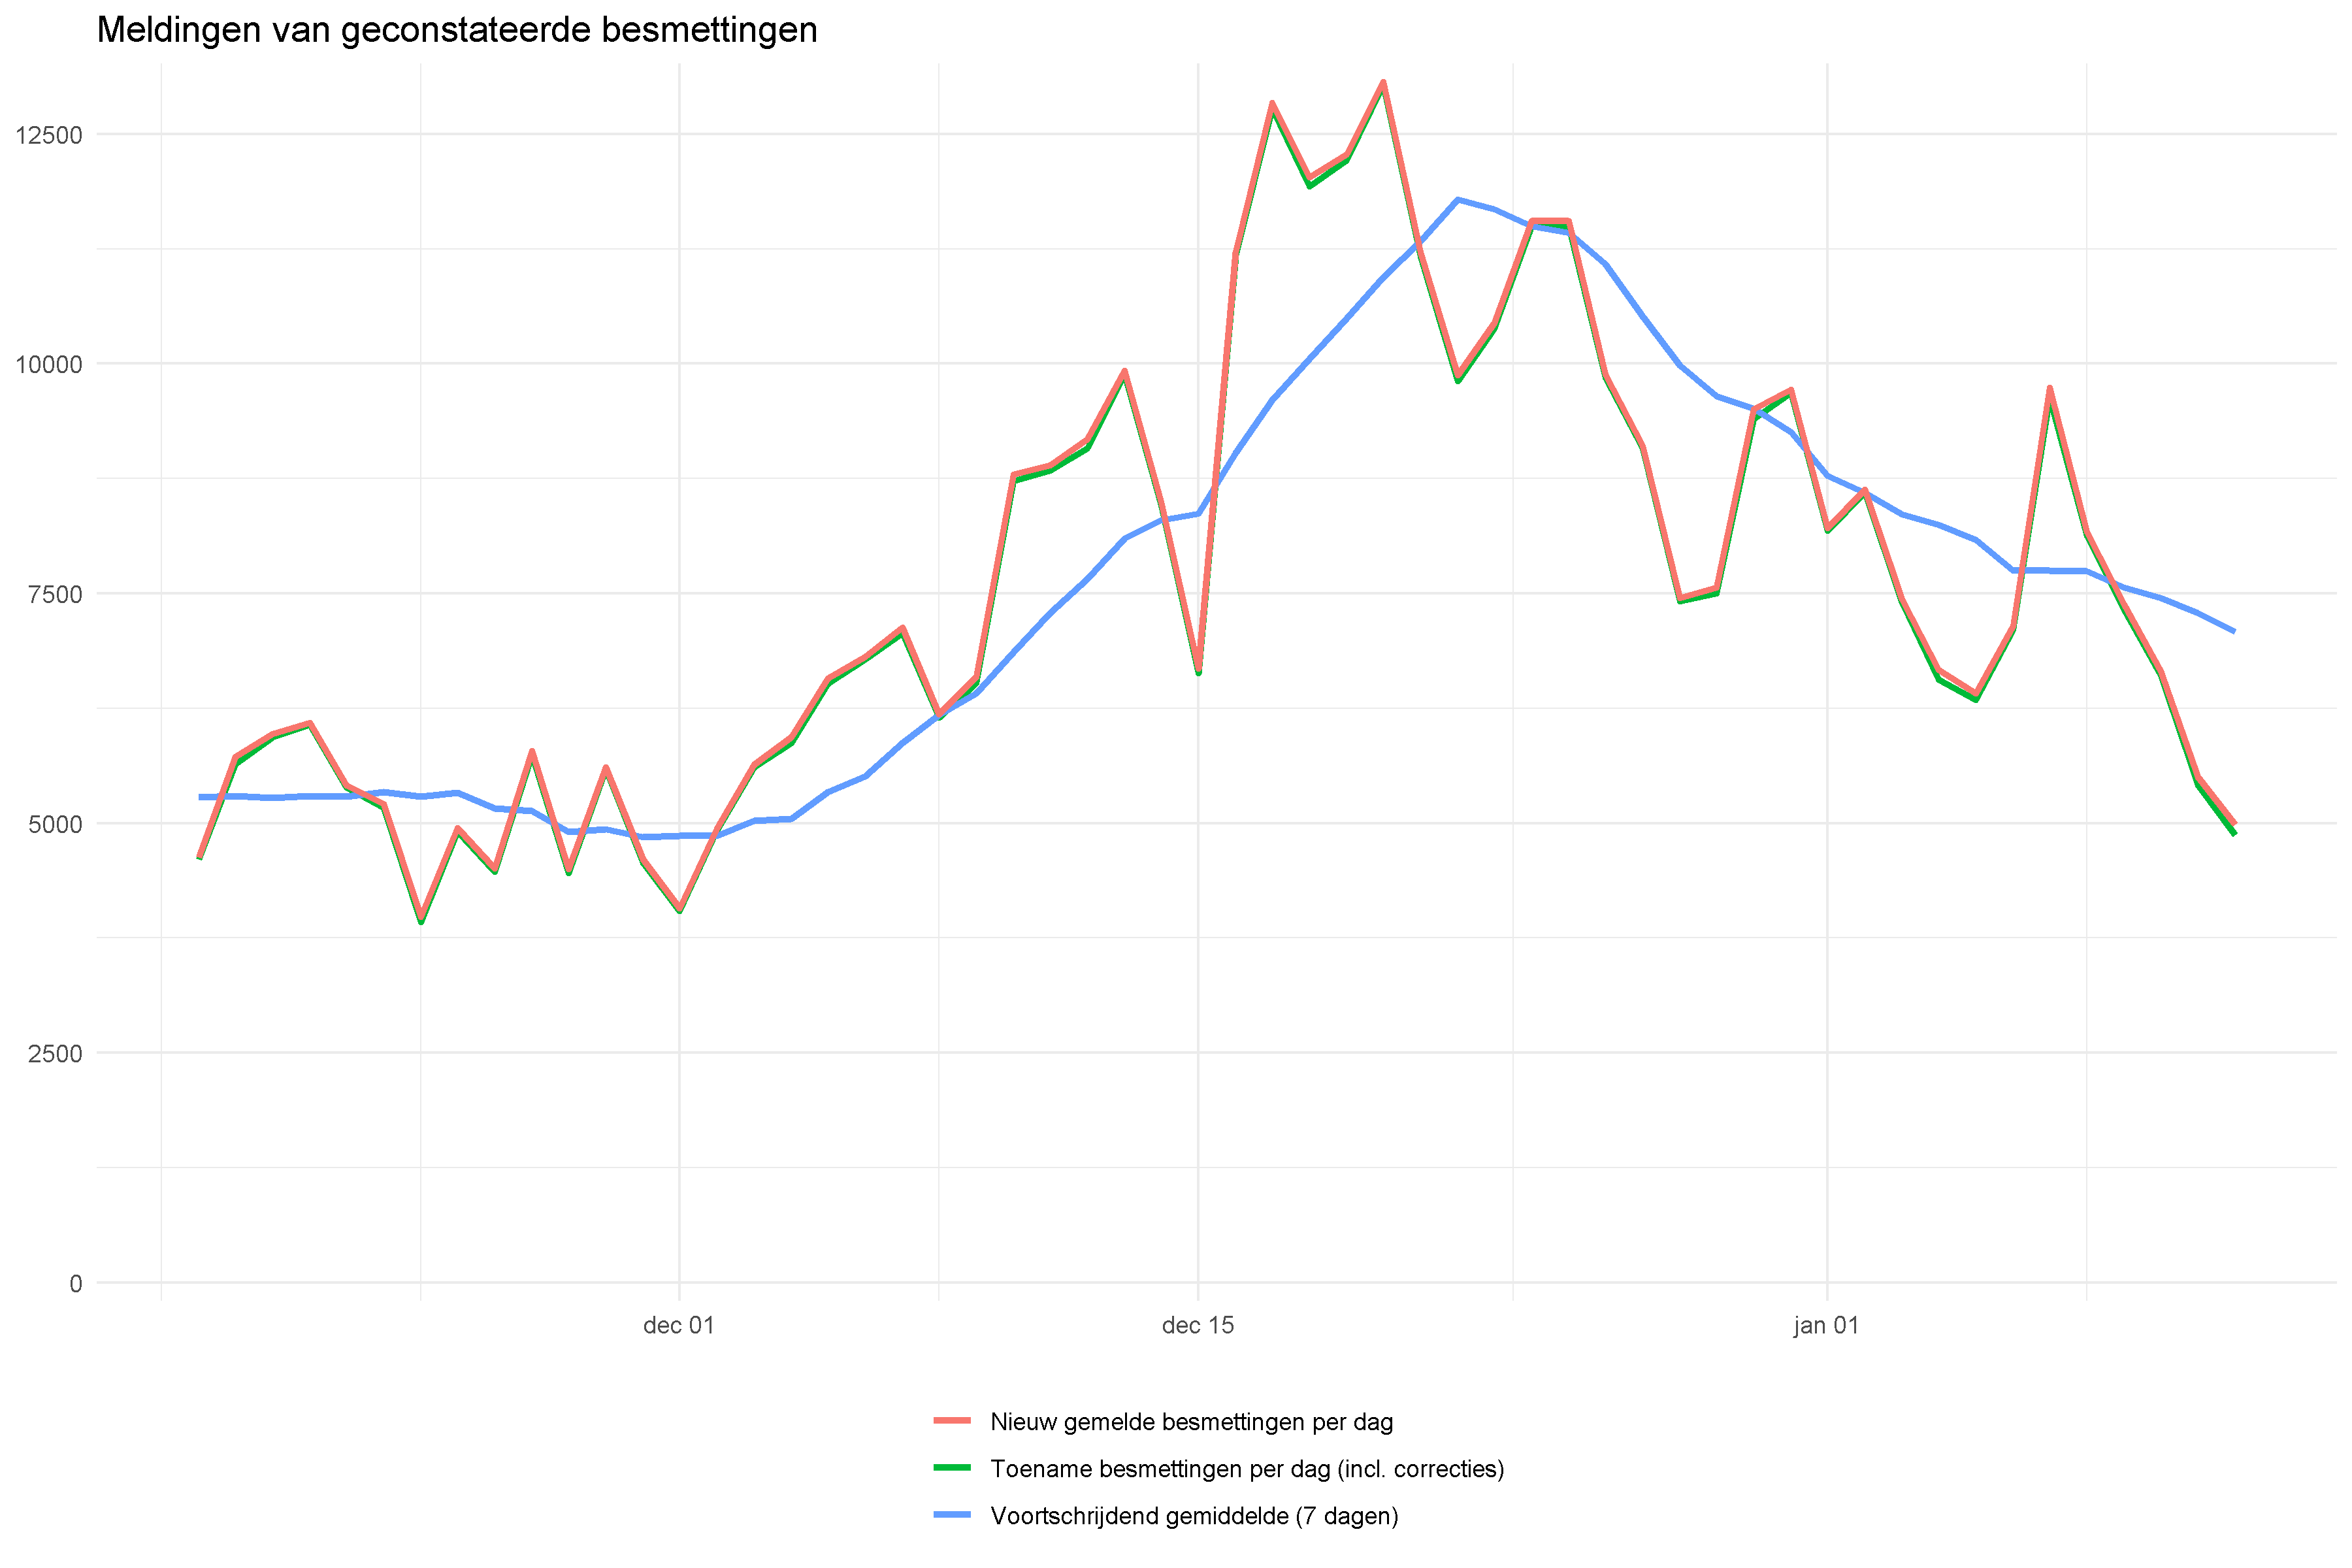 Meldingen van geconstateerde besmettingen
12500
10000
7500
5000
2500
0
dec 01
dec 15
jan 01
Nieuw gemelde besmettingen per dag
Toename besmettingen per dag (incl. correcties)
Voortschrijdend gemiddelde (7 dagen)